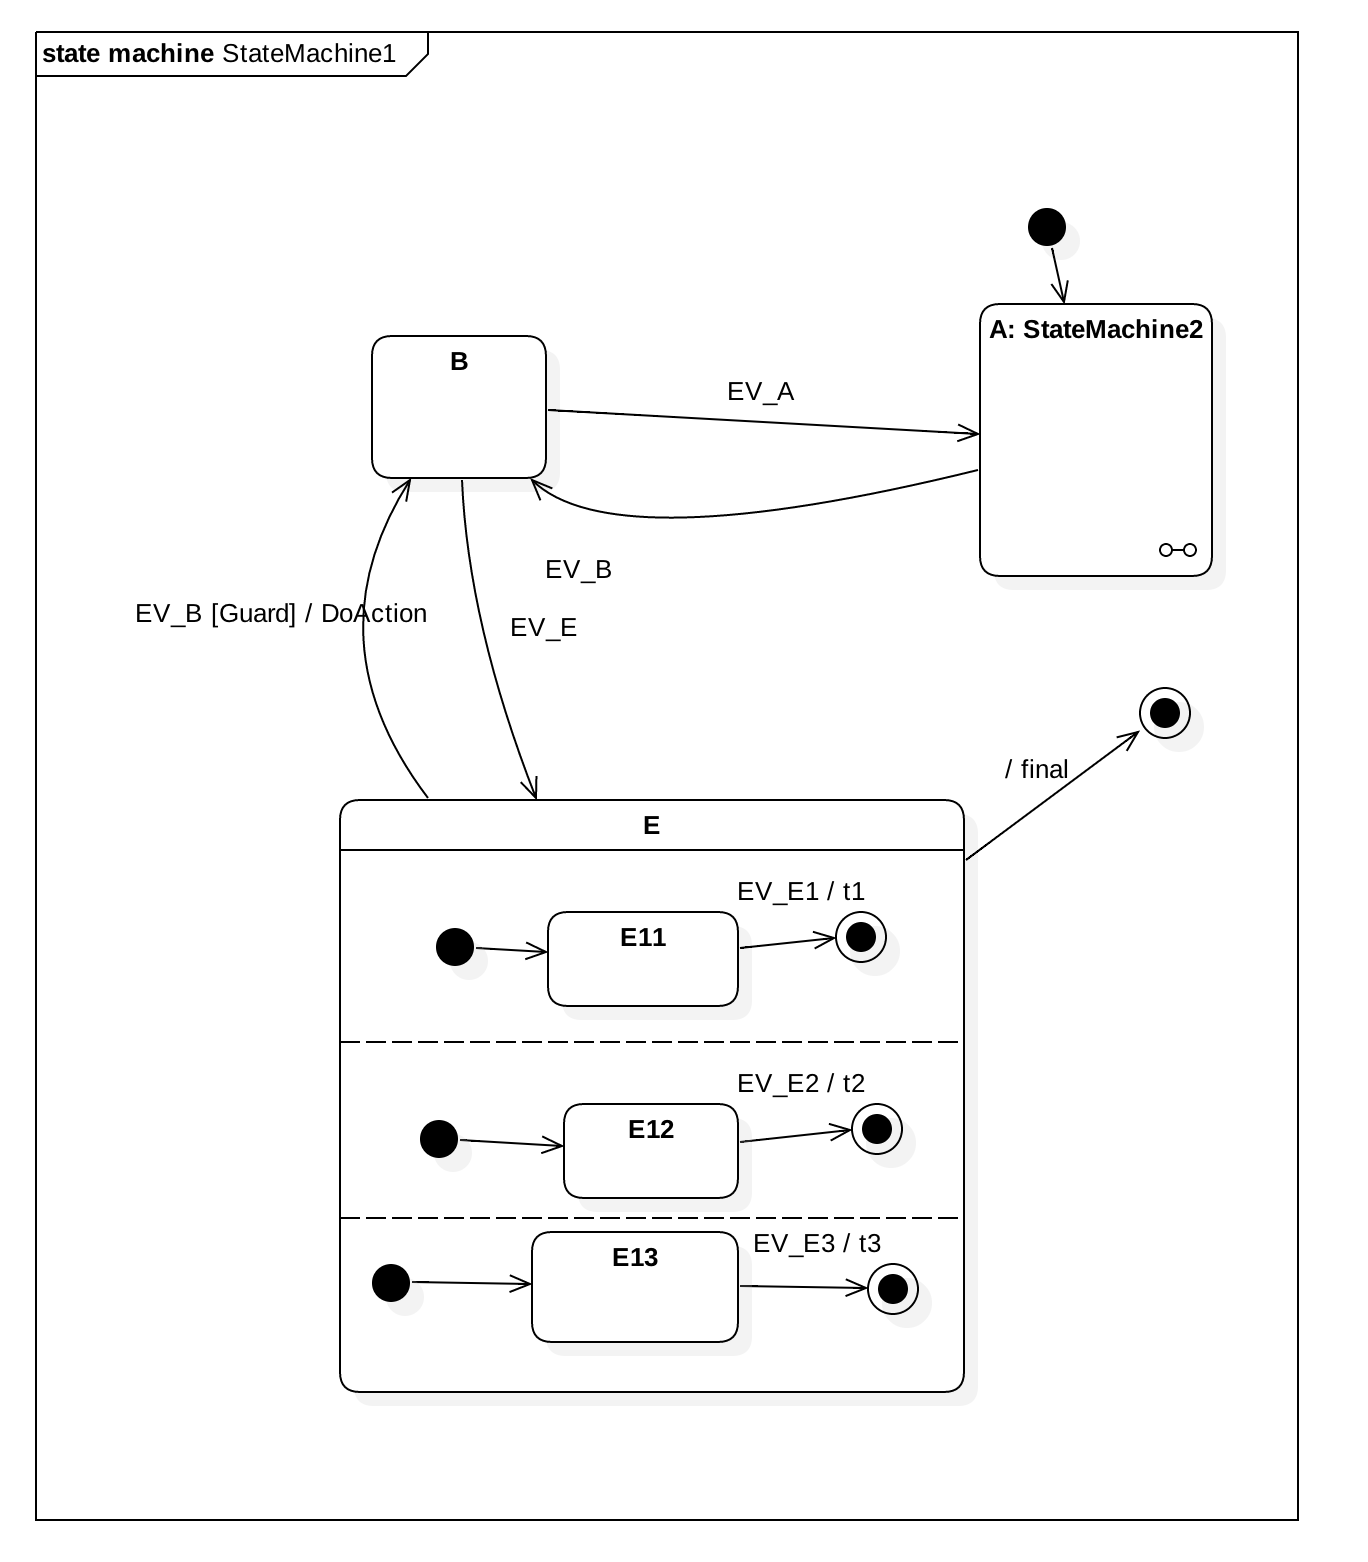 state machine StateMachine1
A: StateMachine2
B
EV_A
EV_B
EV_B [Guard] / DoAction
EV_E
/ final
E
EV_E1 / t1
E11
EV_E2 / t2
E12
EV_E3 / t3
E13